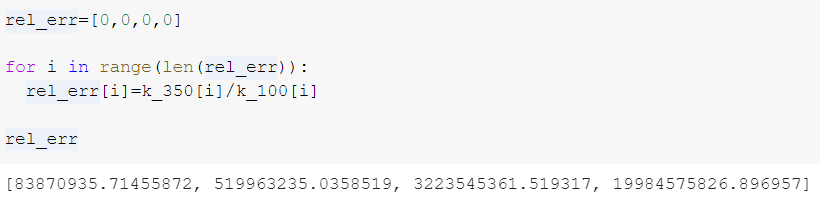 rel_err=[0,0,0,0]
for i in range(len(rel_err)):
  rel_err[i]=k_350[i]/k_100[i]
rel_err
[83870935.71455872, 519963235.0358519, 3223545361.519317, 19984575826.896957]